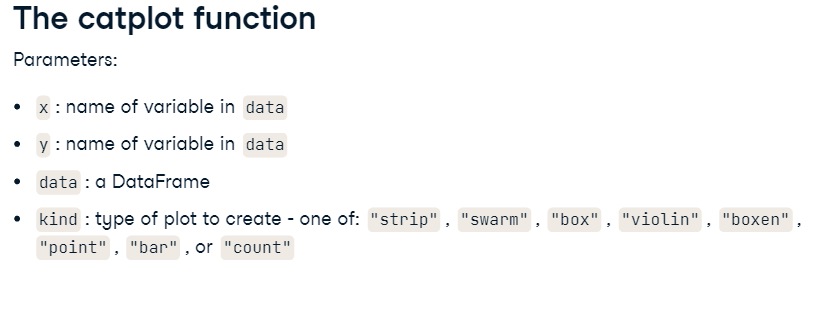 The catplot function
Parameters:
• x : name of variable in data
• y : name of variable in data
• data : a DataFrame
• kind : type of plot to create - one of: "strip" , "swarm" , "box" , "violin" , "boxen" ,
"point" , "bar" , or "count"